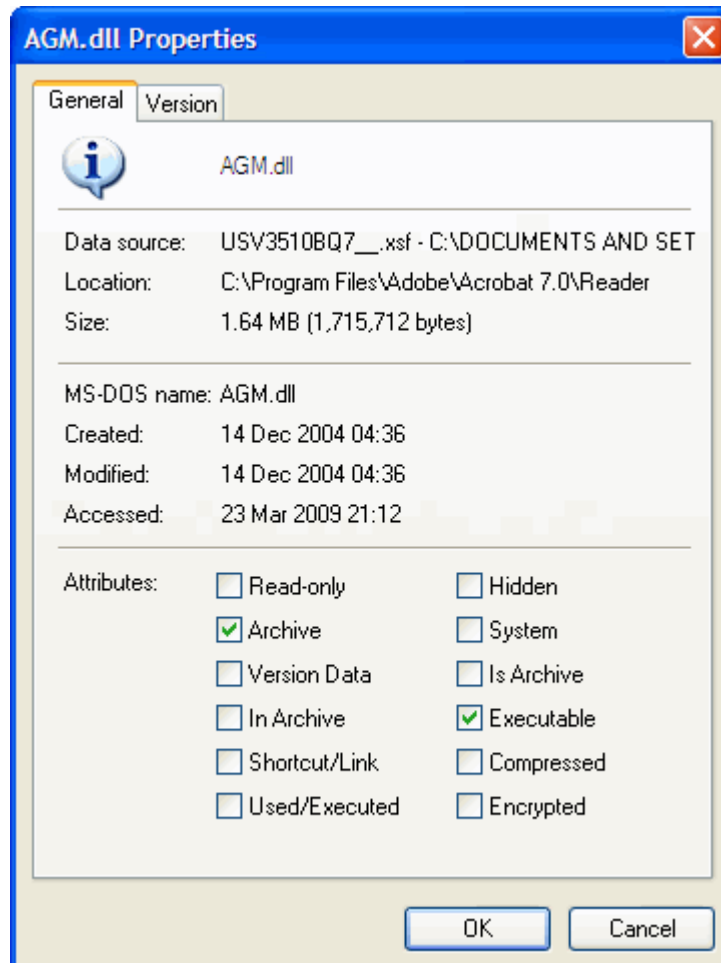 AGM.dll Properties
General Version
AGM.dll
Data source: USV3510BQ7__.xsf - C:\DOCUMENTS AND SET
Location: C:\Program Files\Adobe\Acrobat 7.0\Reader
Size: 1.64 MB (1,715,712 bytes)
MS-DOS name: AGM.dll
Created: 14 Dec 2004 04:36
Modified: 14 Dec 2004 04:36
Accessed: 23 Mar 2009 21:12
Attributes: Read-only Hidden
Archive System
Version Data Is Archive
In Archive Executable
Shortcut/Link Compressed
Used/Executed Encrypted
OK Cancel